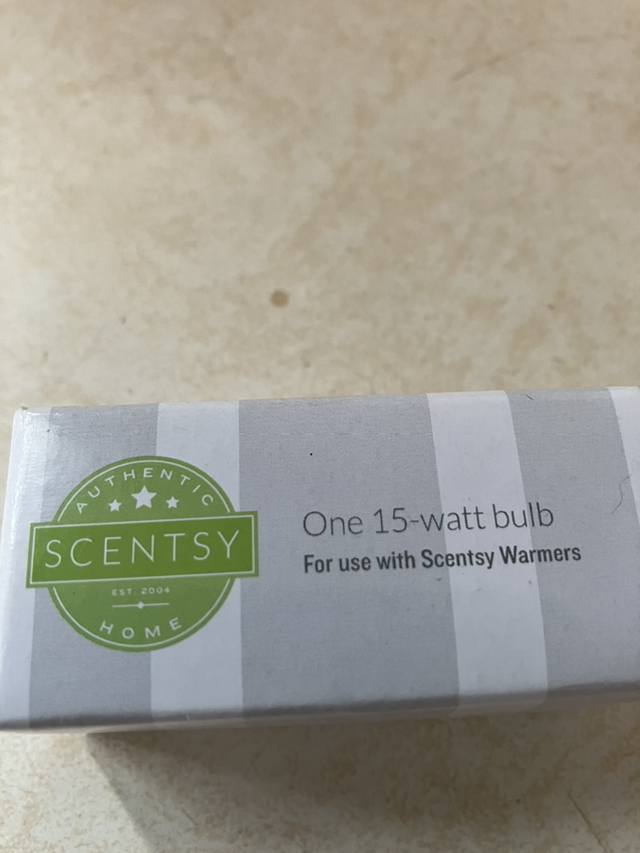 AUTHENTIC
SCENTSY
EST. 2004
HOME
One 15-watt bulb
For use with Scentsy Warmers